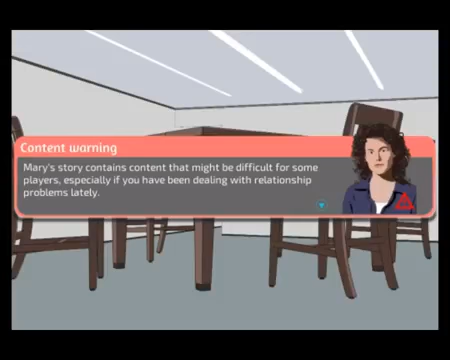 Content warning
Mary's story contains content that might be difficult for some
players, especially if you have been dealing with relationship
problems lately.